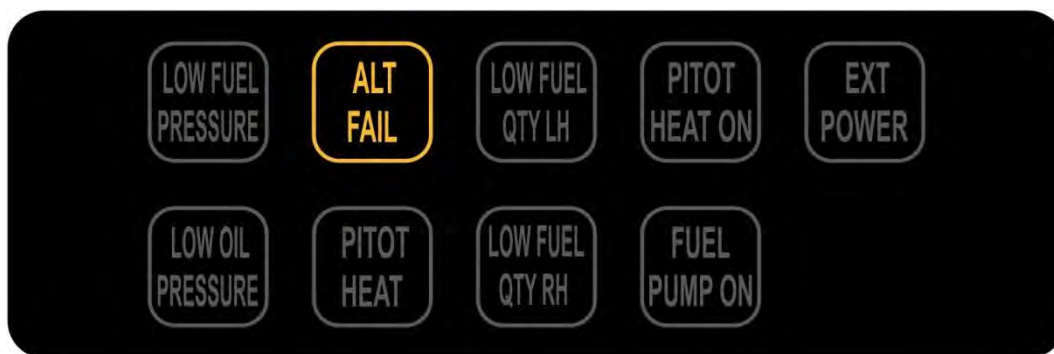 LOW FUEL
PRESSURE
ALT
FAIL
LOW FUEL
QTY LH
PITOT
HEAT ON
EXT
POWER
LOW OIL
PRESSURE
PITOT
HEAT
LOW FUEL
QTY RH
FUEL
PUMP ON